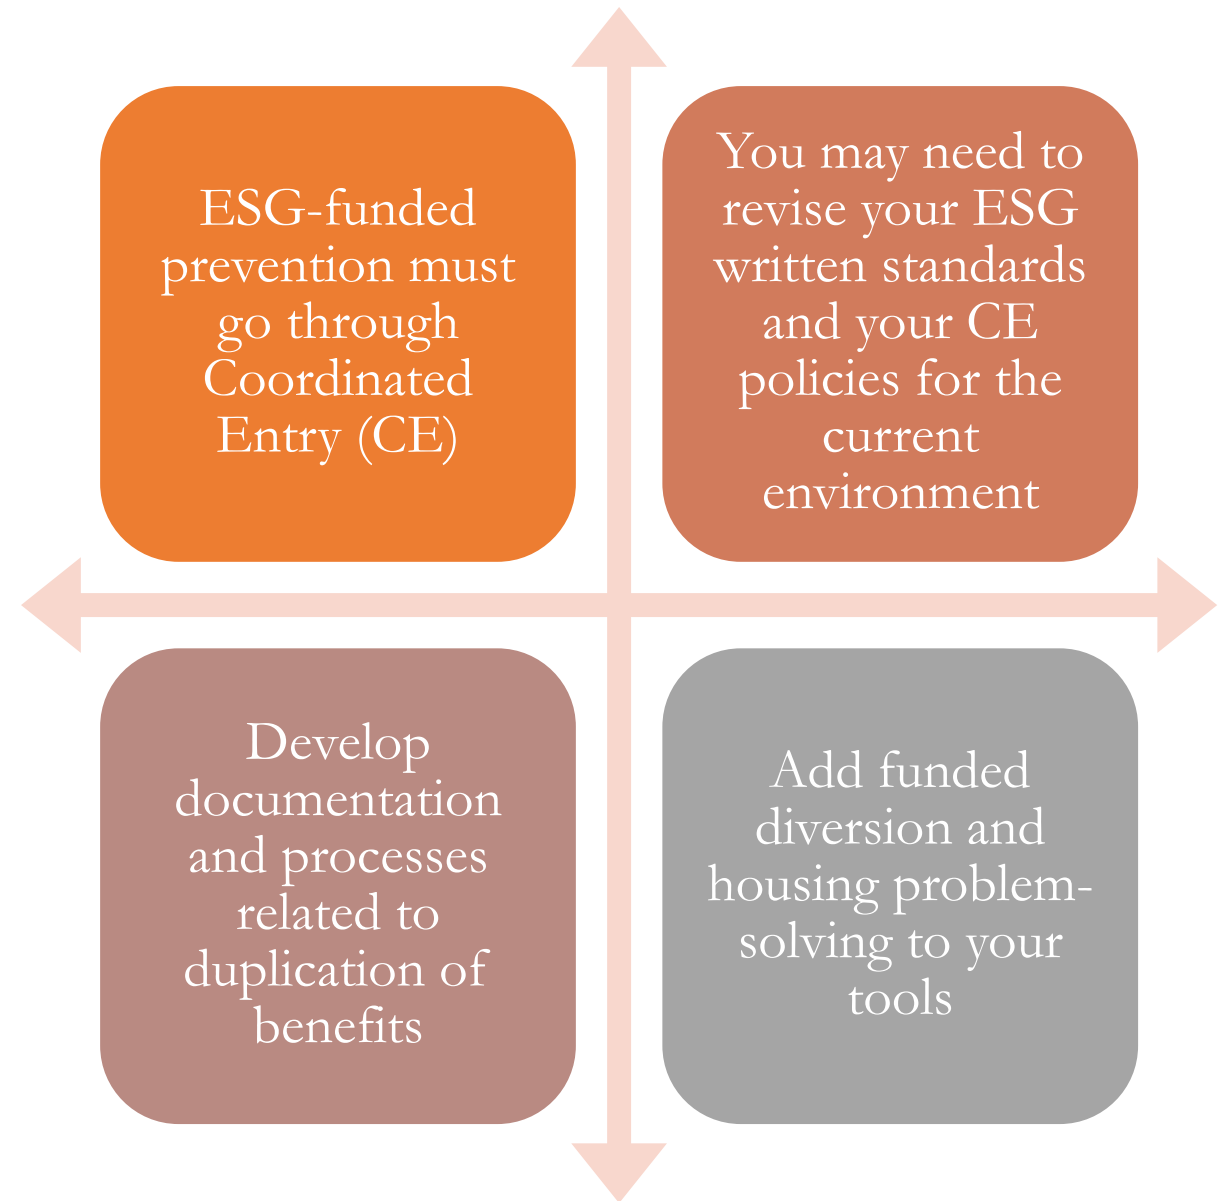 ESG-funded
prevention must
go through
Coordinated
Entry (CE)
You may need to
revise your ESG
written standards
and your CE
policies for the
current
environment
Develop
documentation
and processes
related to
duplication of
benefits
Add funded
diversion and
housing problem-
solving to your
tools